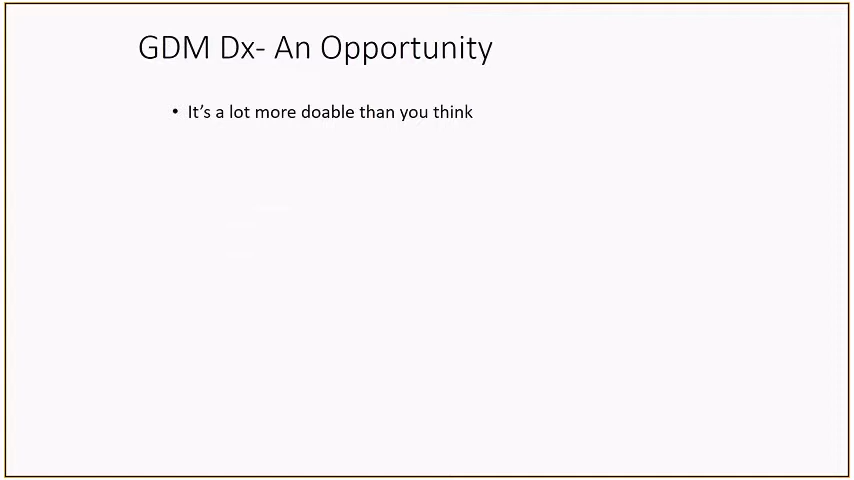 GDM Dx- An Opportunity
• It’s a lot more doable than you think